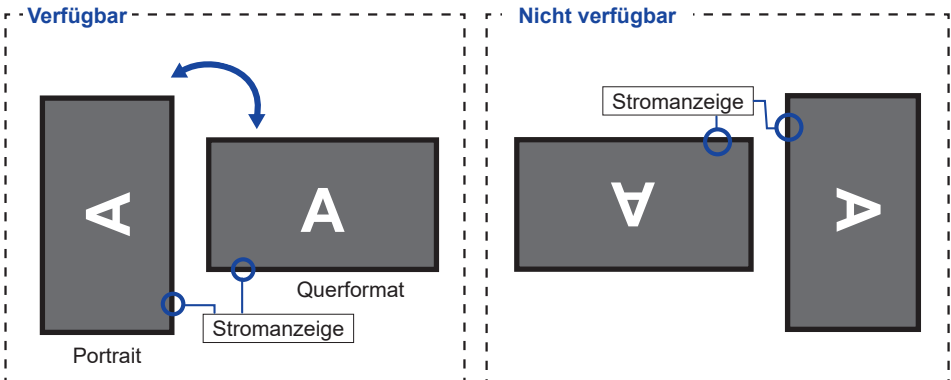 Verfügbar
A
A
Querformat
Stromanzeige
Portrait
Nicht verfügbar
Stromanzeige
A
A